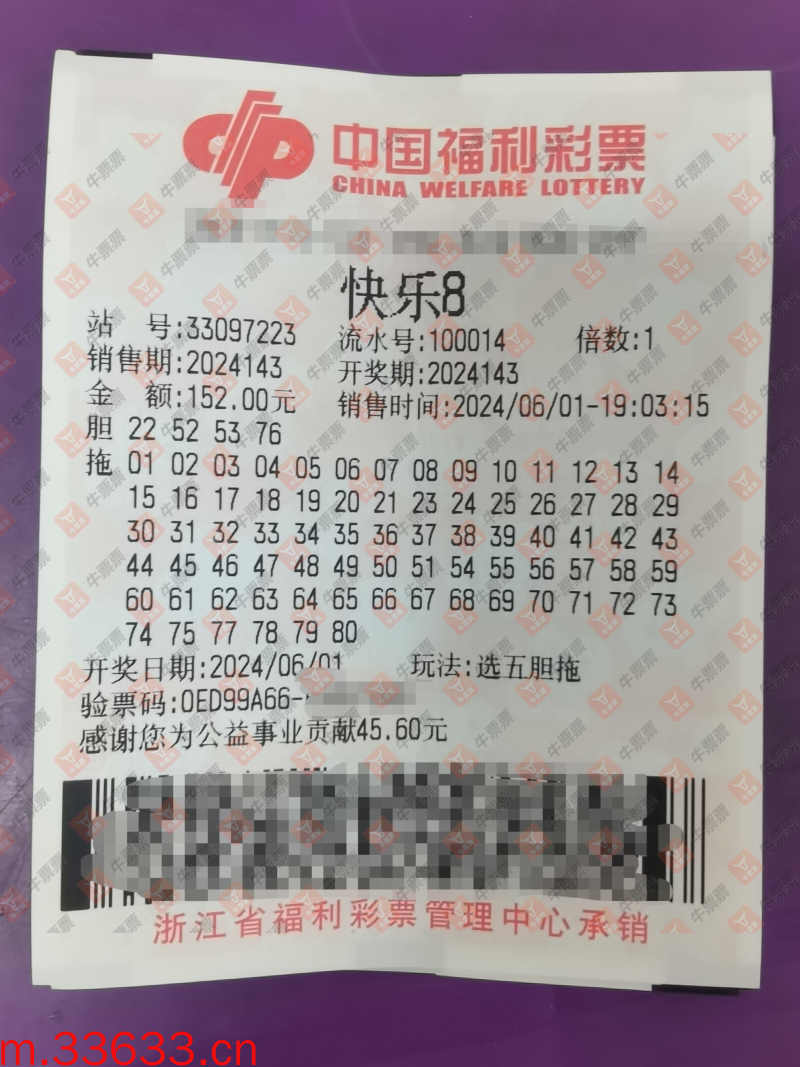 中国福利彩票
CHINA WELFARE LOTTERY
快乐8
站 号:33097223 流水号:100014 倍数:1
销售期:2024143 开奖期:2024143
金 额:152.00元 销售时间:2024/06/01-19:03:15
胆 22 52 53 76
拖 01 02 03 04 05 06 07 08 09 10 11 12 13 14
15 16 17 18 19 20 21 23 24 25 26 27 28 29
30 31 32 33 34 35 36 37 38 39 40 41 42 43
44 45 46 47 48 49 50 51 54 55 56 57 58 59
60 61 62 63 64 65 66 67 68 69 70 71 72 73
74 75 77 78 79 80
开奖日期:2024/06/01 玩法:选五胆拖
验票码:0ED99A66-
感谢您为公益事业贡献45.60元
浙江省福利彩票管理中心承销
牛票票
m.33633.cn